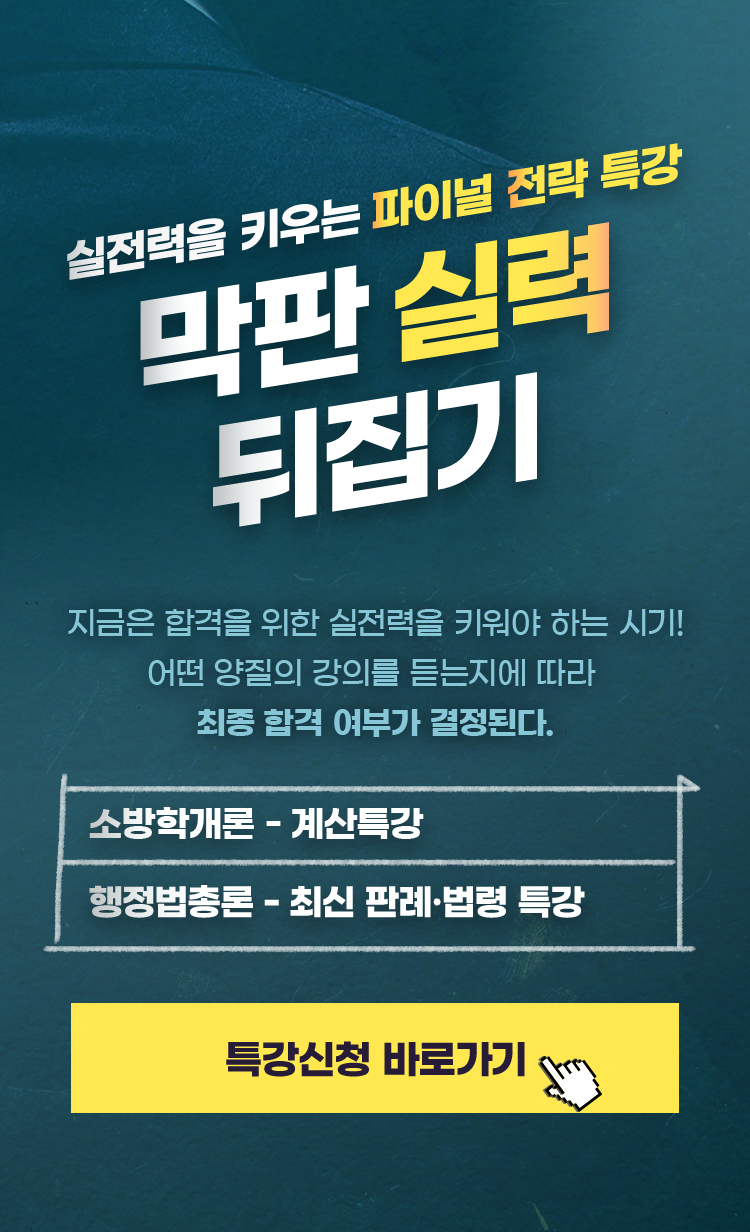 실전력을 키우는 파이널 전략 특강
막판 실력
뒤집기
지금은 합격을 위한 실전력을 키워야 하는 시기!
어떤 양질의 강의를 듣는지에 따라
최종 합격 여부가 결정된다.
소방학개론 - 계산특강
행정법총론 - 최신 판례·법령 특강
특강신청 바로가기